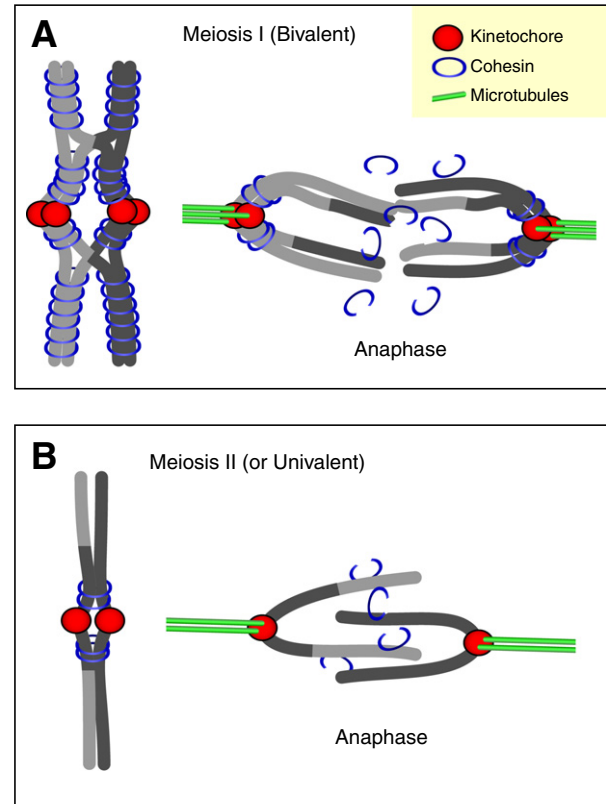 A
Meiosis I (Bivalent)
Kinetochore
Cohesin
Microtubules
Anaphase
B
Meiosis II (or Univalent)
Anaphase